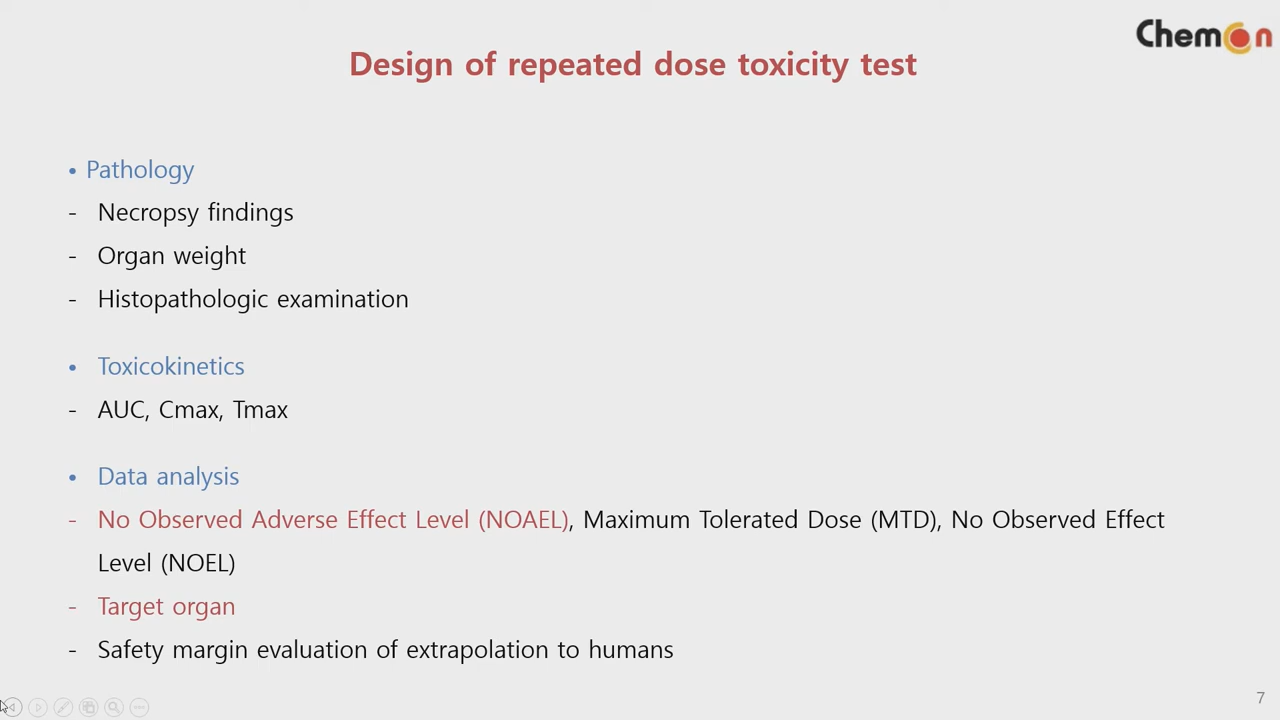 ChemOn
Design of repeated dose toxicity test
• Pathology
- Necropsy findings
- Organ weight
- Histopathologic examination
• Toxicokinetics
- AUC, Cmax, Tmax
• Data analysis
- No Observed Adverse Effect Level (NOAEL), Maximum Tolerated Dose (MTD), No Observed Effect
Level (NOEL)
- Target organ
- Safety margin evaluation of extrapolation to humans
7